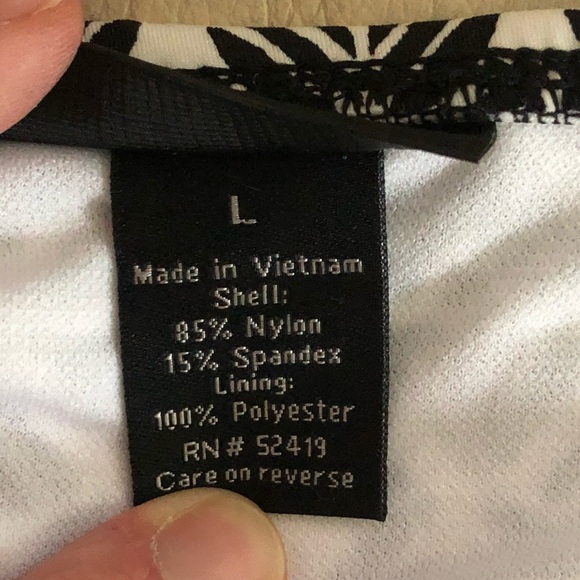 L
Made in Vietnam
Shell:
85% Nylon
15% Spandex
Lining:
100% Polyester
RN# 52419
Care on reverse